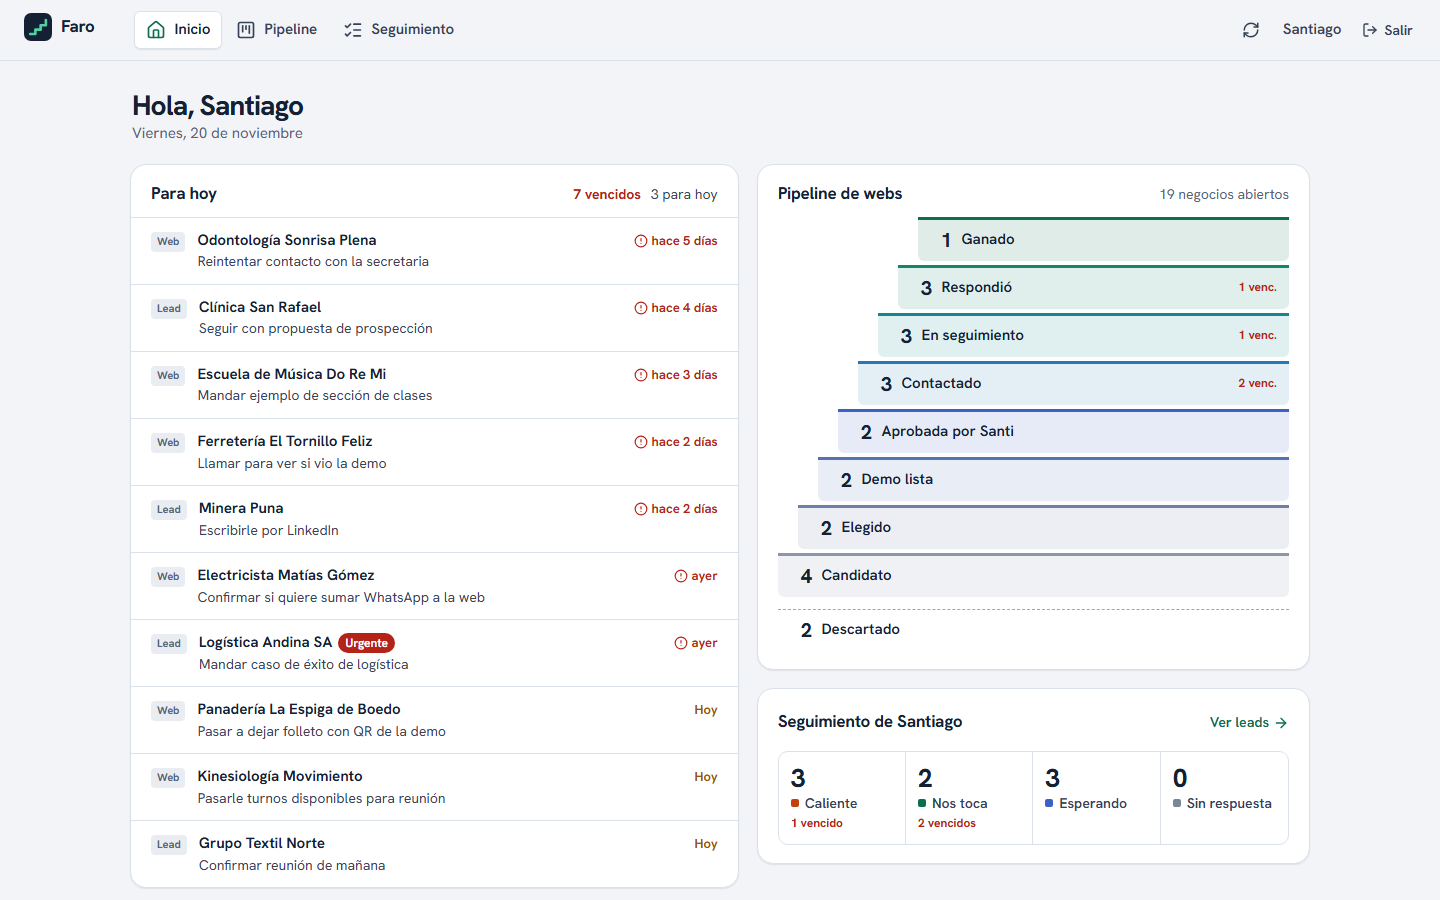 Faro
Inicio
Pipeline
Seguimiento
Santiago
Salir
Hola, Santiago
Viernes, 20 de noviembre
Para hoy
7 vencidos 3 para hoy
Web Odontología Sonrisa Plena hace 5 días
Reintentar contacto con la secretaria
Lead Clínica San Rafael hace 4 días
Seguir con propuesta de prospección
Web Escuela de Música Do Re Mi hace 3 días
Mandar ejemplo de sección de clases
Web Ferretería El Tornillo Feliz hace 2 días
Llamar para ver si vio la demo
Lead Minera Puna hace 2 días
Escribirle por LinkedIn
Web Electricista Matías Gómez ayer
Confirmar si quiere sumar WhatsApp a la web
Lead Logística Andina SA Urgente ayer
Mandar caso de éxito de logística
Web Panadería La Espiga de Boedo Hoy
Pasar a dejar folleto con QR de la demo
Web Kinesiología Movimiento Hoy
Pasarle turnos disponibles para reunión
Lead Grupo Textil Norte Hoy
Confirmar reunión de mañana
Pipeline de webs 19 negocios abiertos
1 Ganado
3 Respondió 1 venc.
3 En seguimiento 1 venc.
3 Contactado 2 venc.
2 Aprobada por Santi
2 Demo lista
2 Elegido
4 Candidato
2 Descartado
Seguimiento de Santiago Ver leads
3 2 3 0
Caliente Nos toca Esperando Sin respuesta
1 vencido 2 vencidos